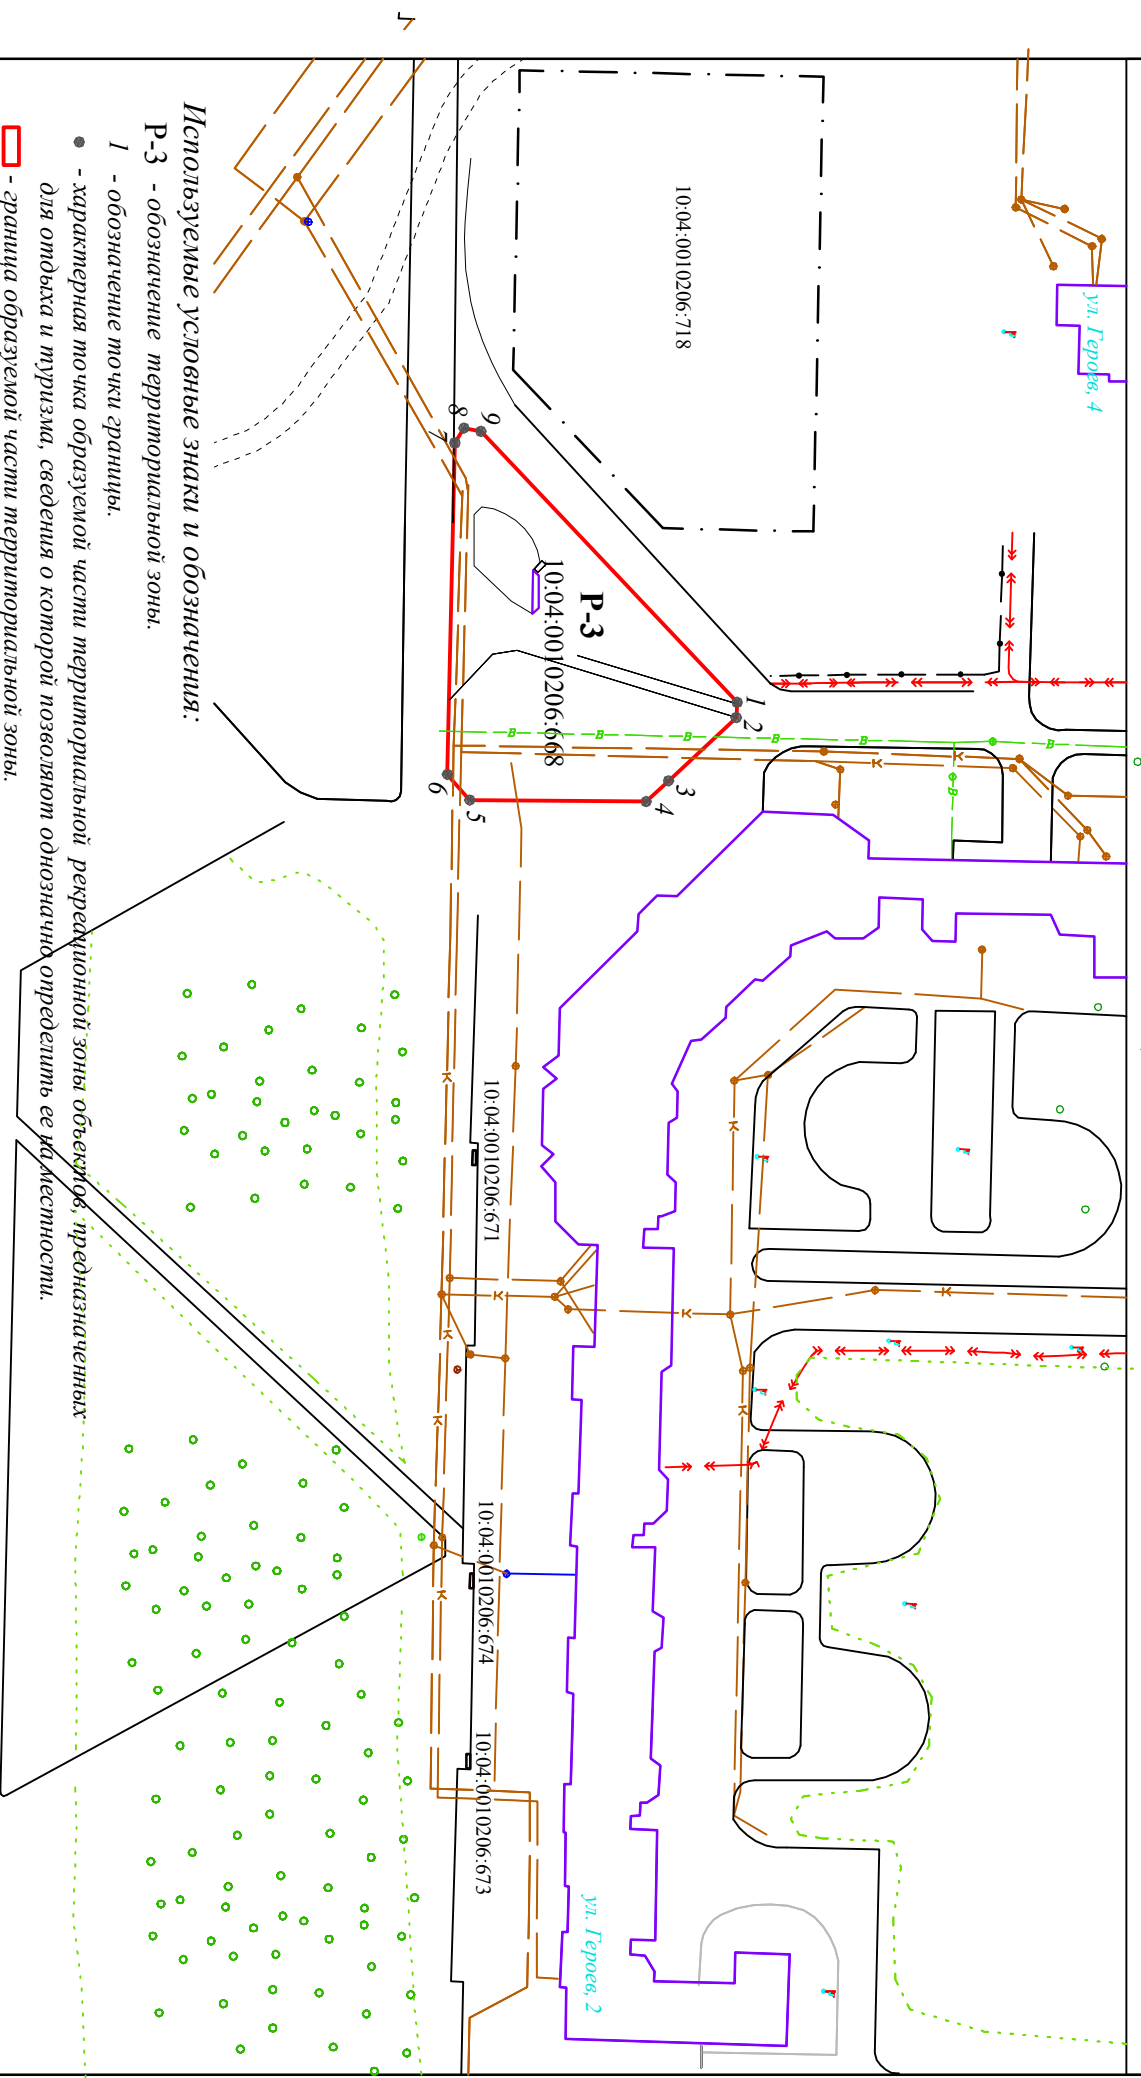 ул. Героев, 4
10:04:0010206:718
1
2
3
4
5
6
7
8
9
Р-3
10:04:0010206:668
В
В
В
В
В
В
К
К
К
К
К
К
К
К
К
К
К
10:04:0010206:671
10:04:0010206:674
10:04:0010206:673
ул. Героев, 2
Используемые условные знаки и обозначения:
Р-3 - обозначение территориальной зоны.
1 - обозначение точки границы.
- характерная точка образуемой части территориальной рекреационной зоны объектов, предназначенных
для отдыха и туризма, сведения о которой позволяют однозначно определить ее на местности.
- граница образуемой части территориальной зоны.